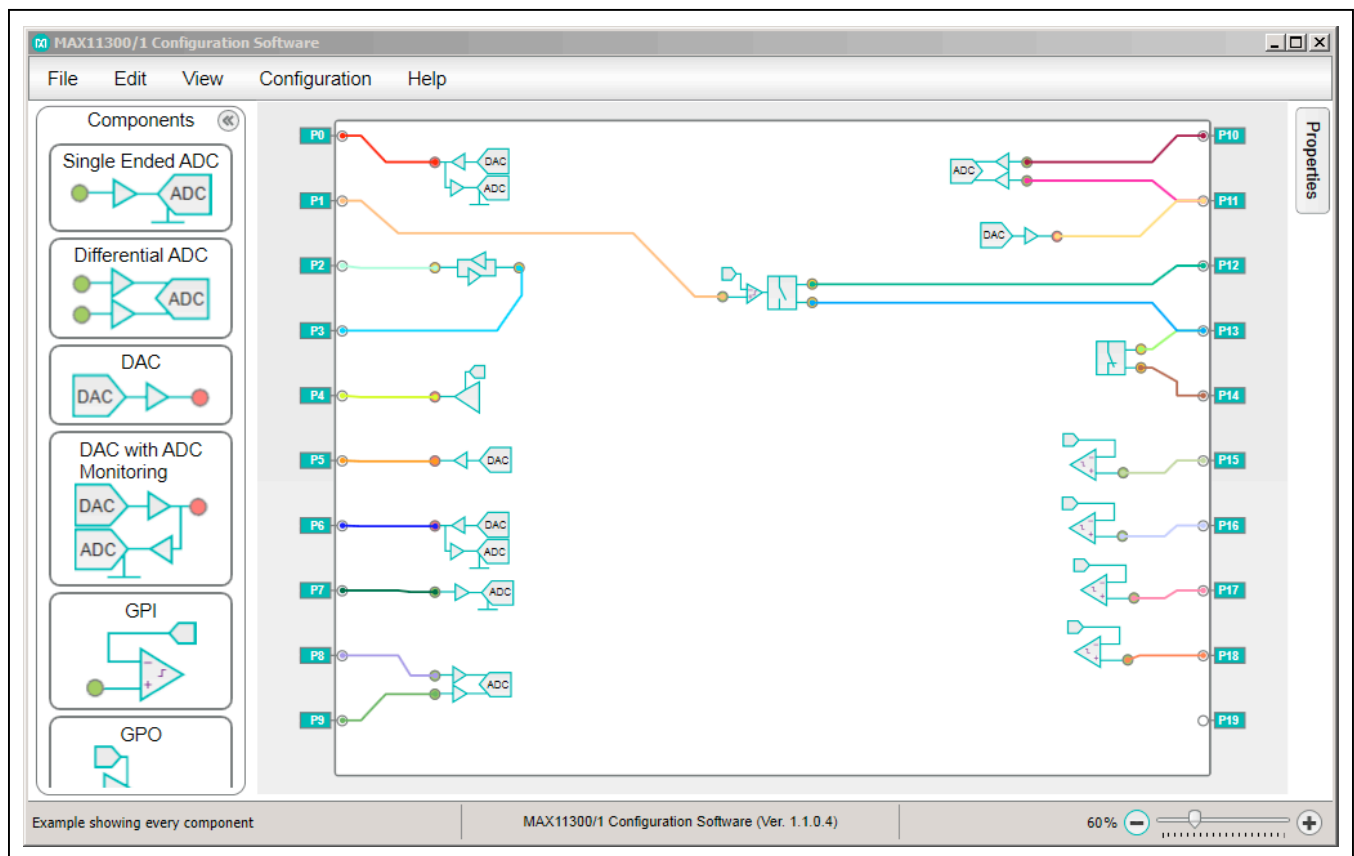 MAX11300/1 Configuration Software
File Edit View Configuration Help
Components
Single Ended ADC
ADC
Differential ADC
ADC
DAC
DAC
DAC with ADC
Monitoring
DAC
ADC
GPI
GPO
P0
DAC
ADC
P1
P2
P3
P4
P5
DAC
P6
DAC
ADC
P7
ADC
P8
ADC
P9
ADC
P10
P11
DAC
P12
P13
P14
P15
P16
P17
P18
P19
Properties
Example showing every component
MAX11300/1 Configuration Software (Ver. 1.1.0.4)
60%